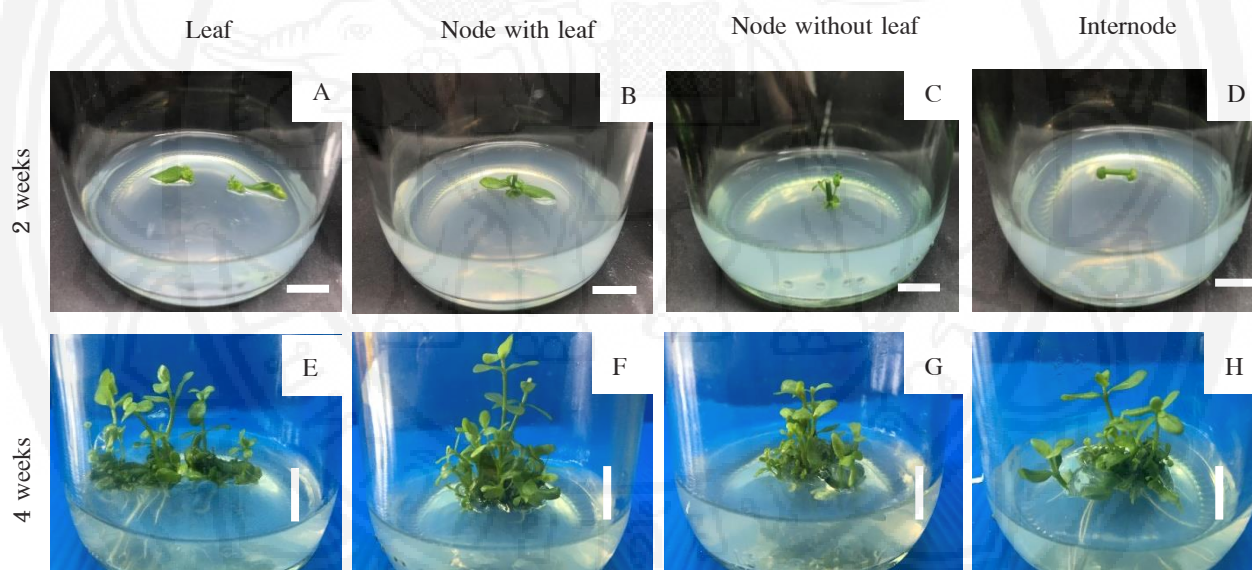 Leaf
Node with leaf
Node without leaf
Internode
2 weeks
A
B
C
D
4 weeks
E
F
G
H